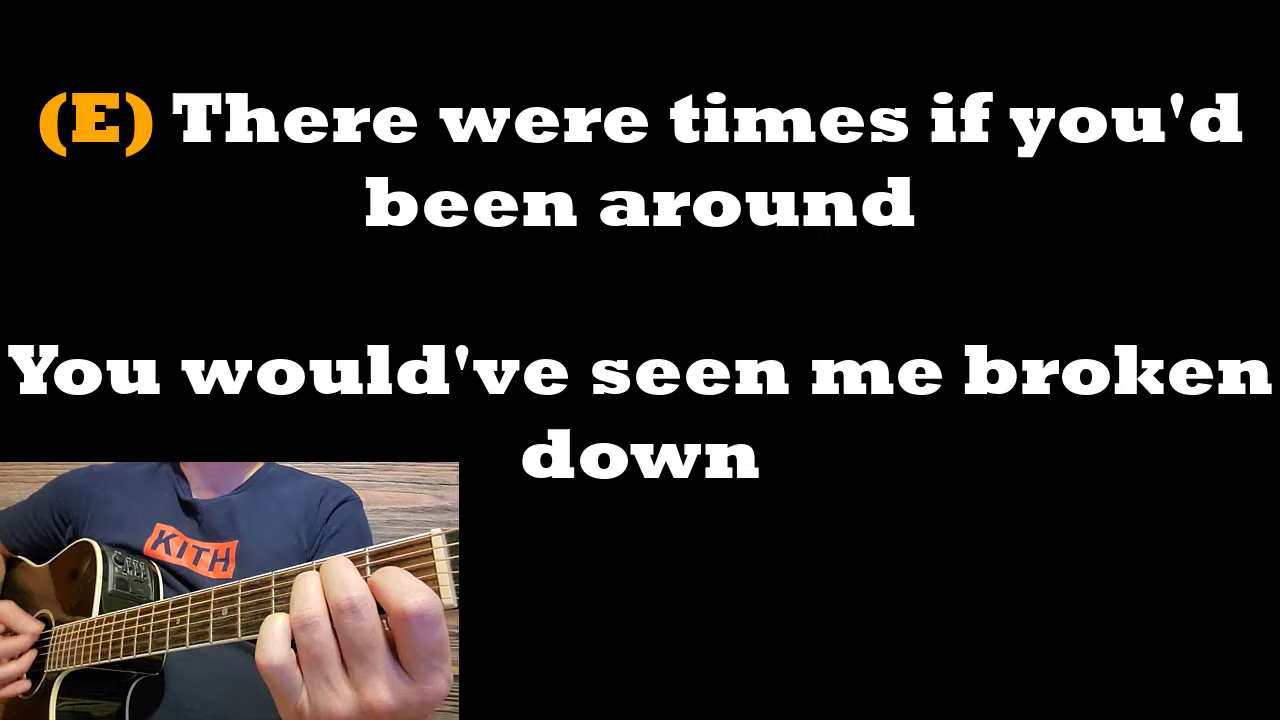 (E) There were times if you'd
been around
You would've seen me broken
down
KITH